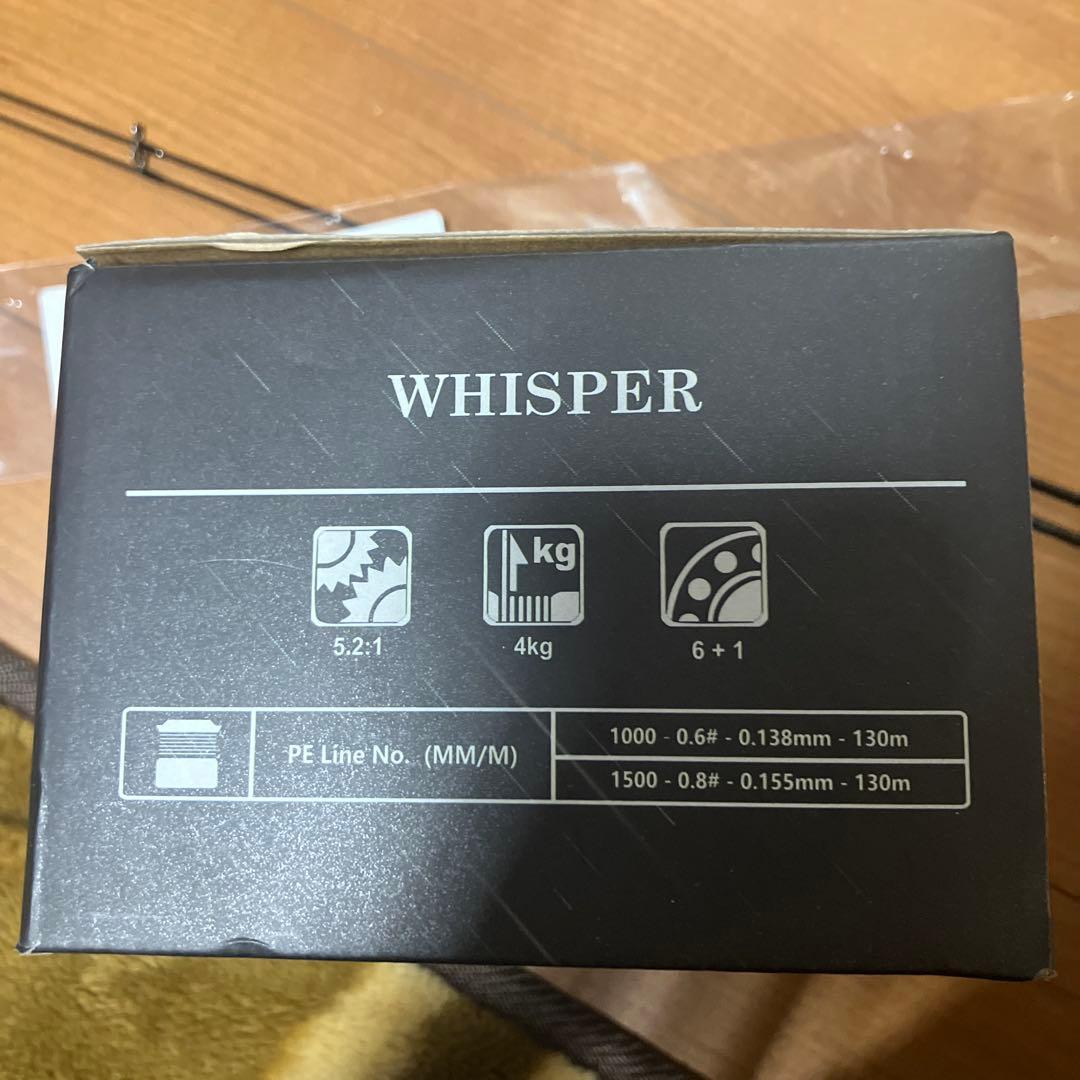 WHISPER
kg
5.2:1
4kg
6 + 1
PE Line No. (MM/M)
1000 - 0.6# - 0.138mm - 130m
1500 - 0.8# - 0.155mm - 130m